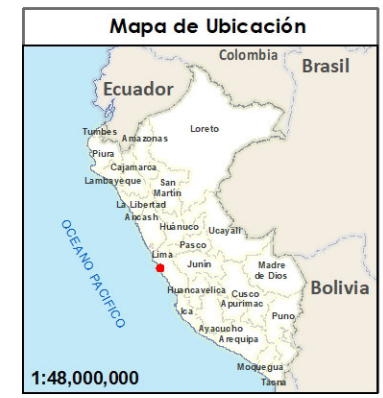 Mapa de Ubicación
Colombia
Brasil
Ecuador
Tumbes
Amazonas
Loreto
Piura
Cajamarca
Lambayeque
San
Martín
La Libertad
Ancash
Huánuco
Ucayali
Pasco
Lima
Junín
Madre
de Dios
Huancavelica
Cusco
Bolivia
Apurimac
Ica
Puno
OCEANO PACIFICO
Ayacucho
Arequipa
Moquegua
1:48,000,000
Tacna